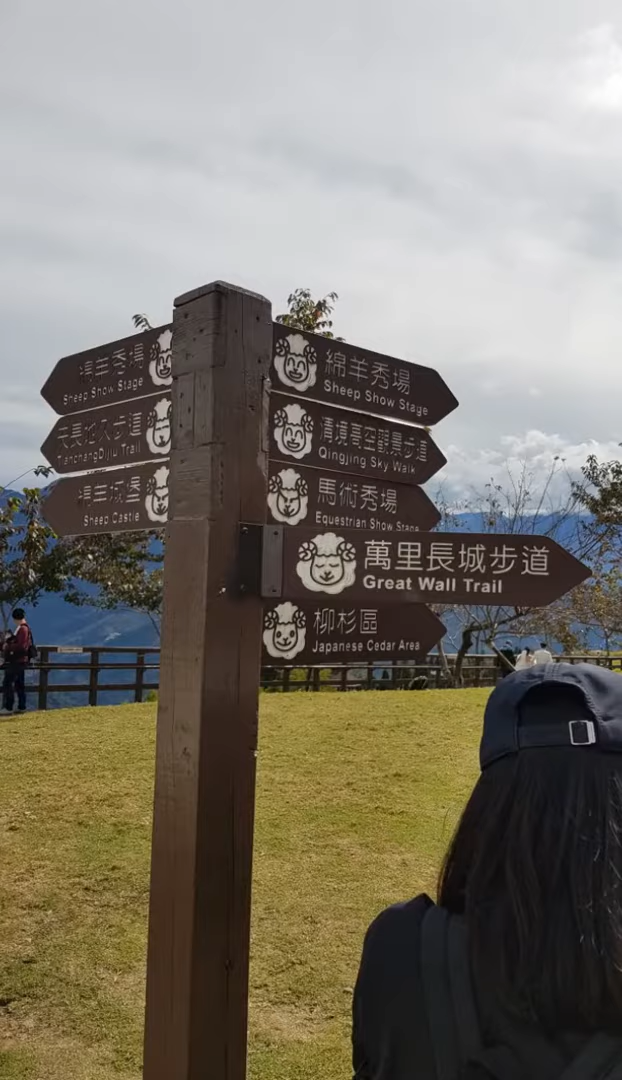 綿羊秀場
Sheep Show Stage
天長地久步道
TianchangDijiu Trail
綿羊城堡
Sheep Castle
綿羊秀場
Sheep Show Stage
清境高空觀景步道
Qingjing Sky Walk
馬術秀場
Equestrian Show Stage
萬里長城步道
Great Wall Trail
柳杉區
Japanese Cedar Area